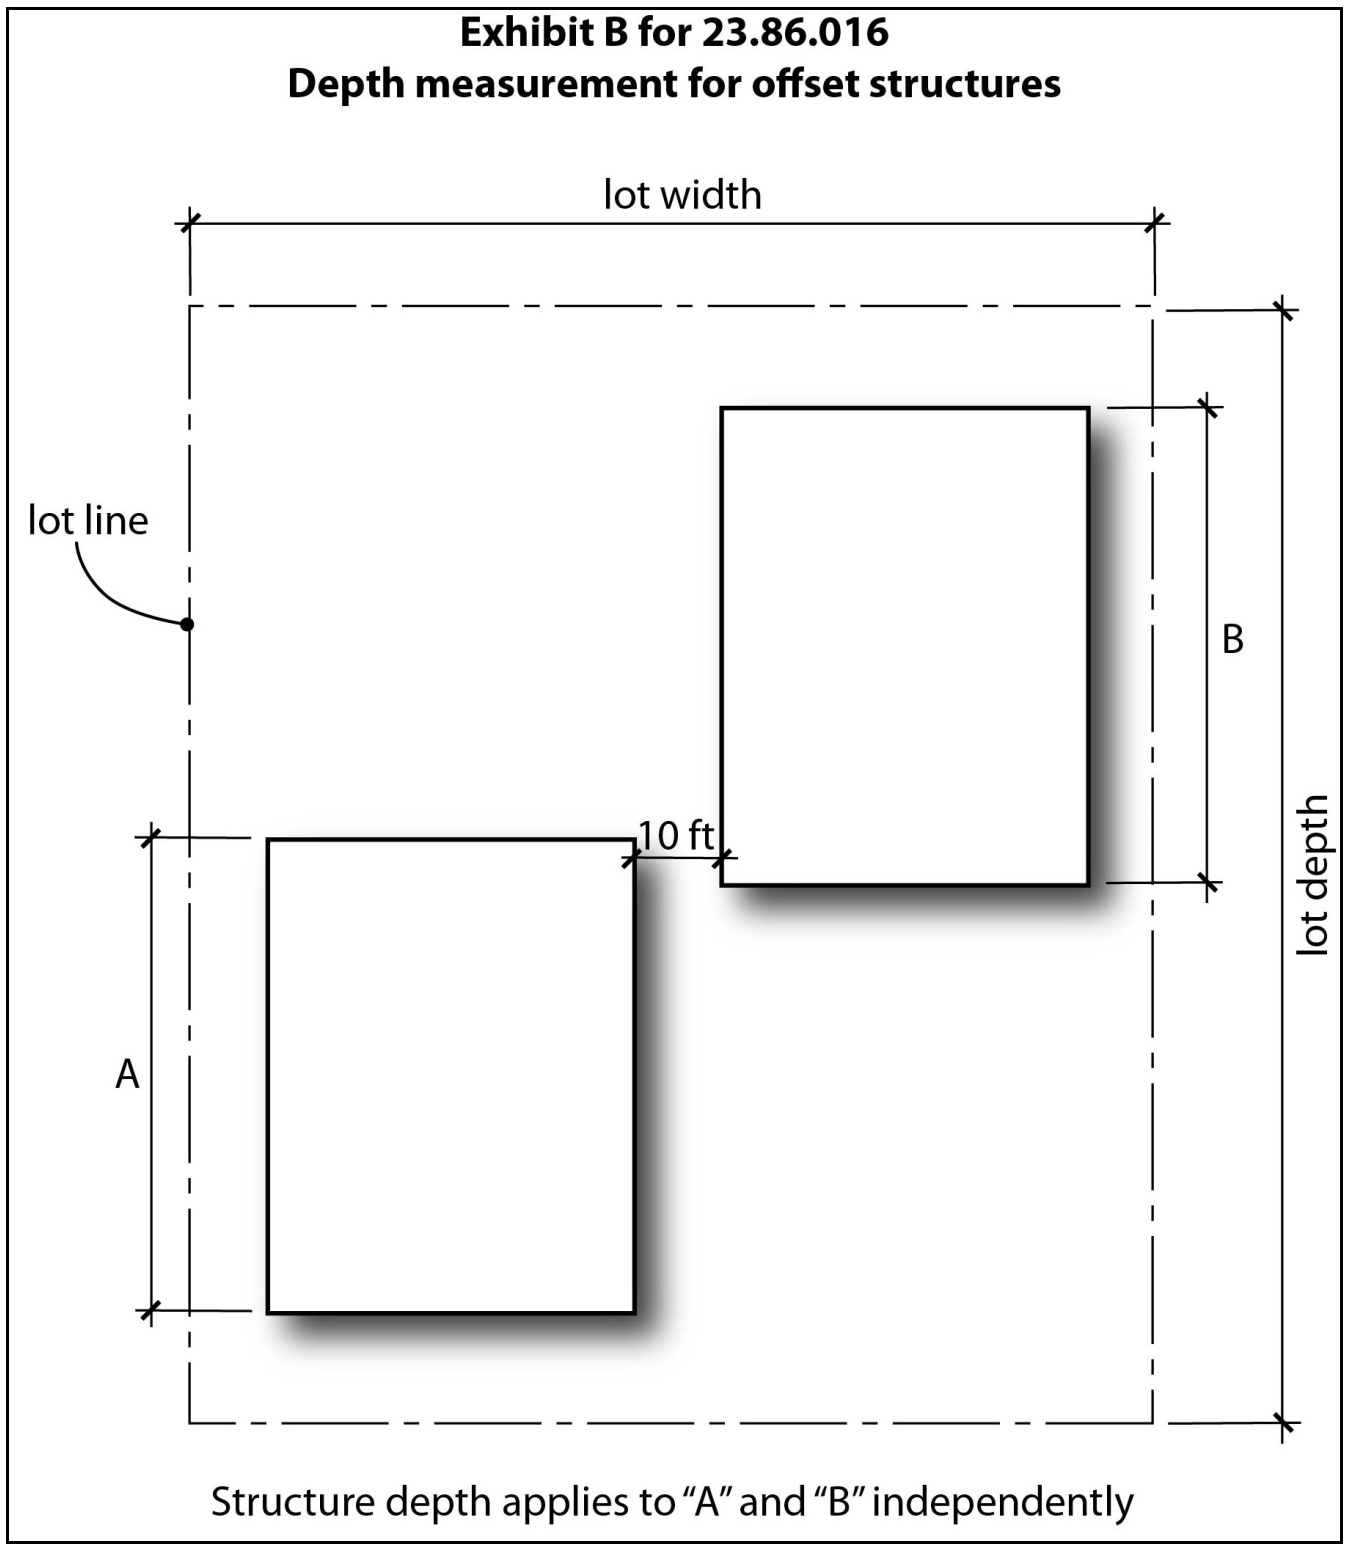 Exhibit B for 23.86.016
Depth measurement for offset structures
lot width
lot line
B
10 ft
lot depth
A
Structure depth applies to “A” and “B” independently